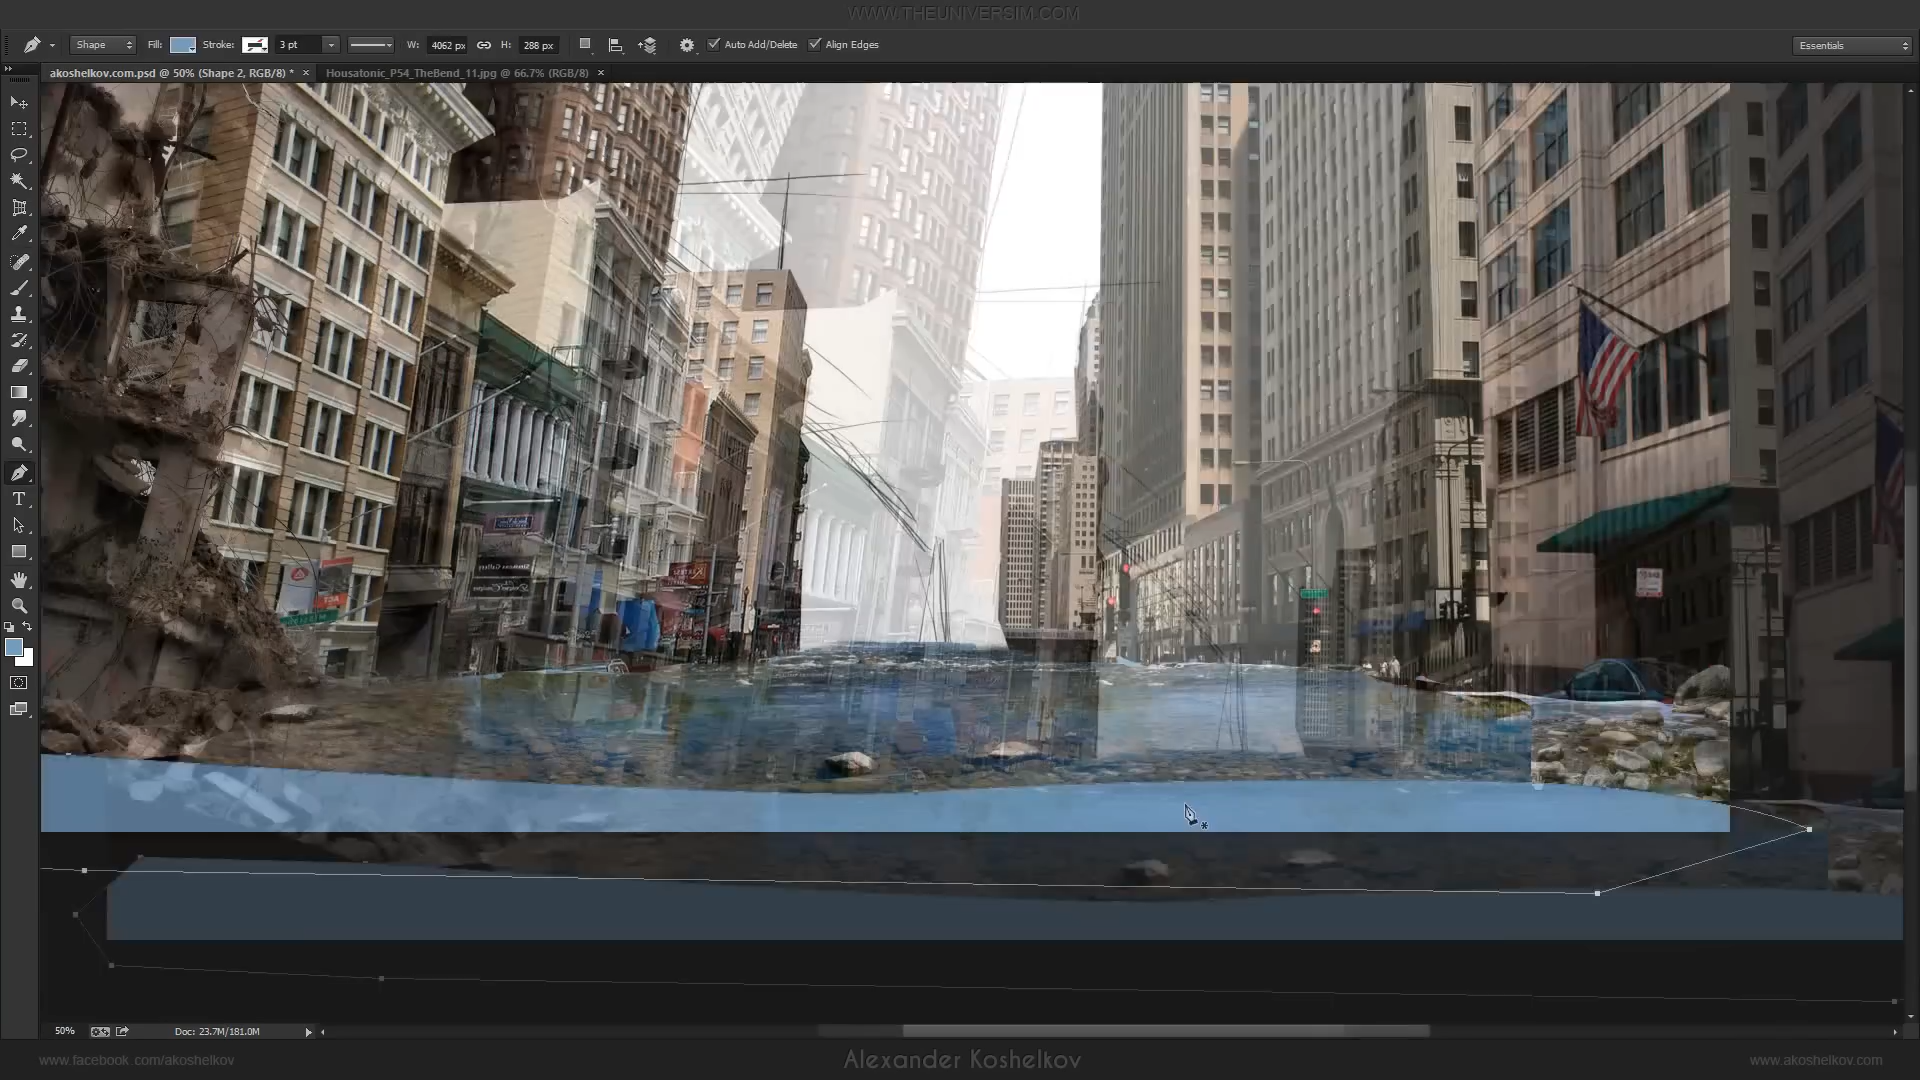 WWW.THEUNIVERSIM.COM
Shape Fill: Stroke: 3 pt W: 4062 px H: 288 px Auto Add/Delete Align Edges Essentials
akoshelkov.com.psd @ 50% (Shape 2, RGB/8) * × Housatonic_P54_TheBend_11.jpg @ 66.7% (RGB/8) ×
50% Doc: 23.7M/181.0M
www.facebook.com/akoshelkov Alexander Koshelkov www.akoshelkov.com